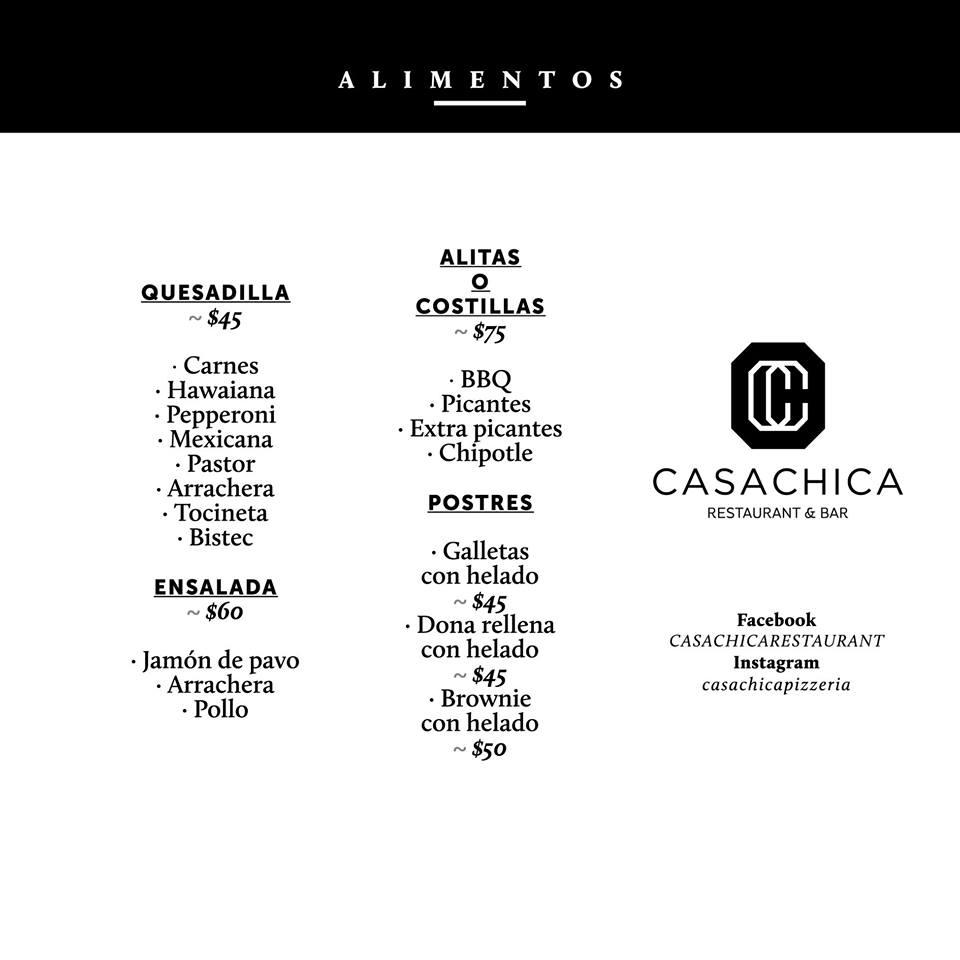 ALIMENTOS
QUESADILLA
~ $45
· Carnes
· Hawaiana
· Pepperoni
· Mexicana
· Pastor
· Arrachera
· Tocineta
· Bistec
ENSALADA
~ $60
· Jamón de pavo
· Arrachera
· Pollo
ALITAS
O
COSTILLAS
~ $75
· BBQ
· Picantes
· Extra picantes
· Chipotle
POSTRES
· Galletas
con helado
~ $45
· Dona rellena
con helado
~ $45
· Brownie
con helado
~ $50
CASACHICA
RESTAURANT & BAR
Facebook
CASACHICARESTAURANT
Instagram
casachicapizzeria